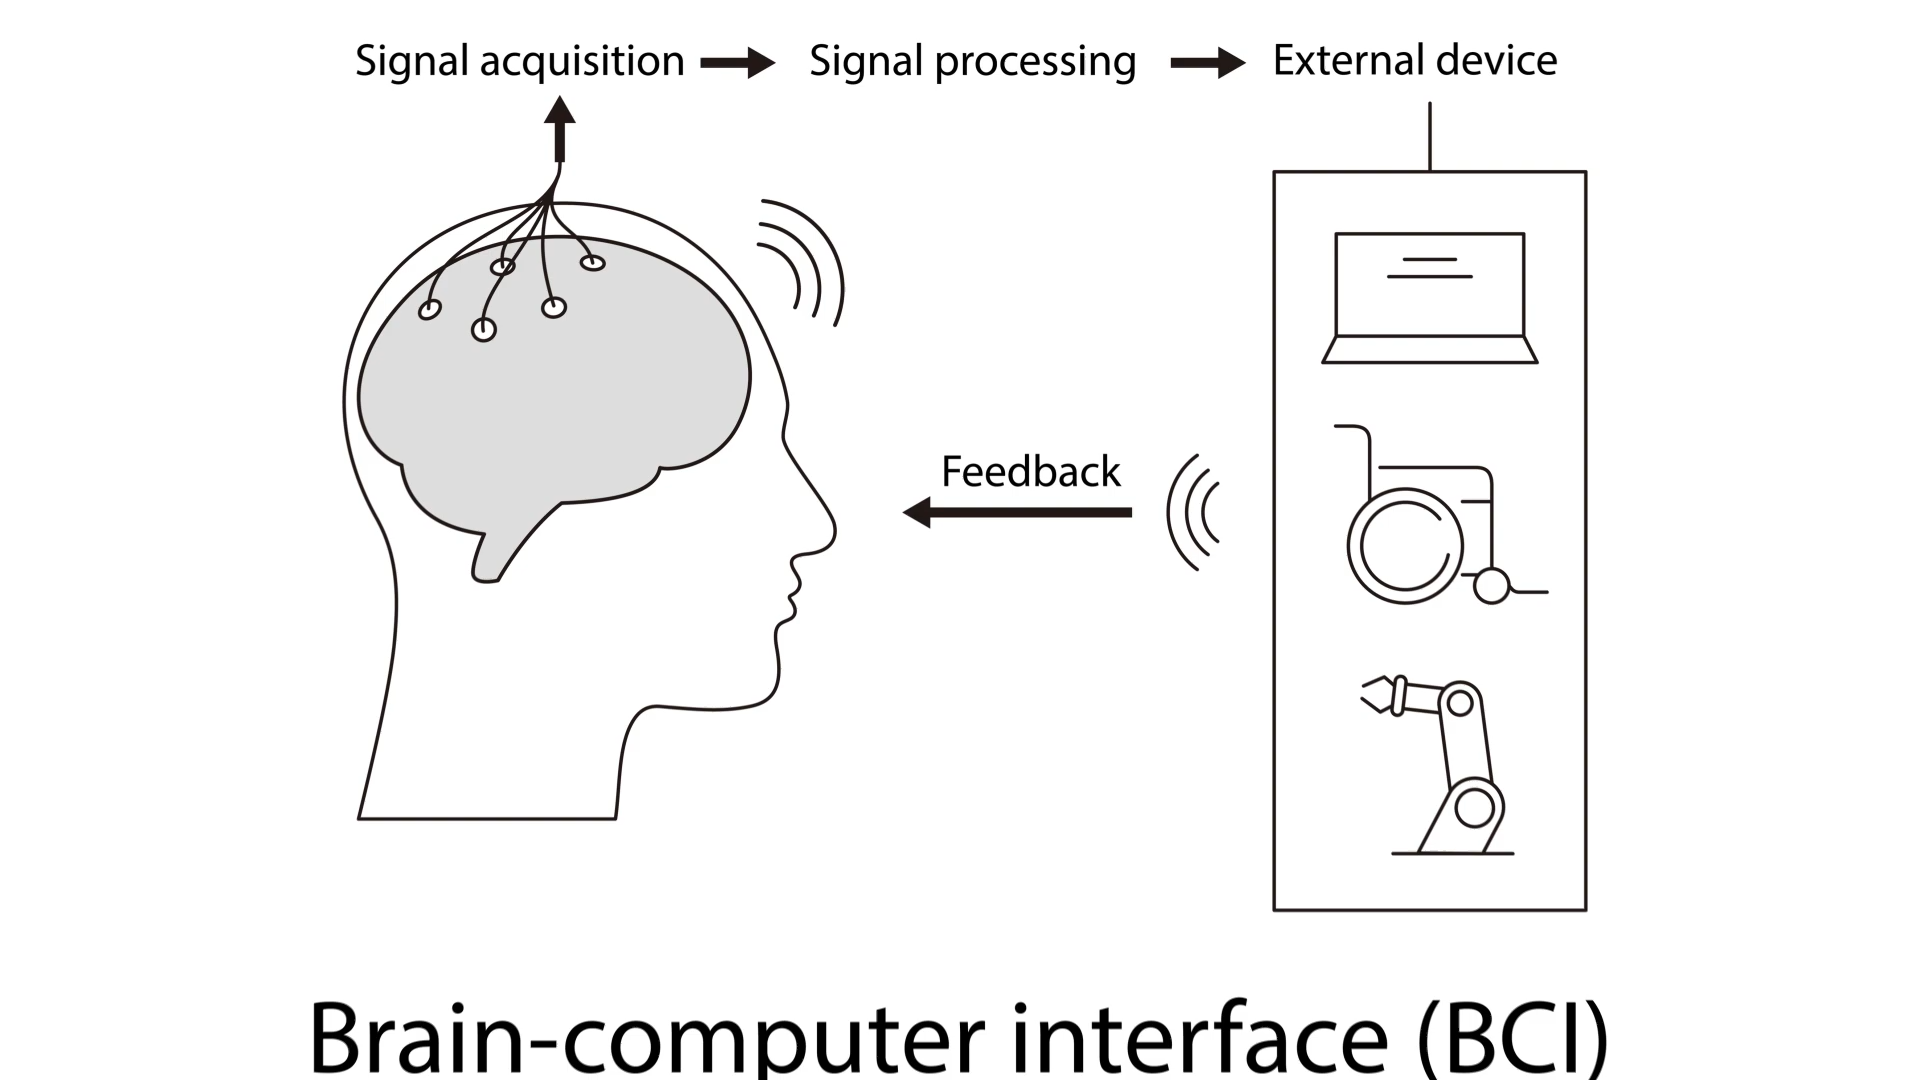 Signal acquisition
Signal processing
External device
Feedback
Brain-computer interface (BCI)